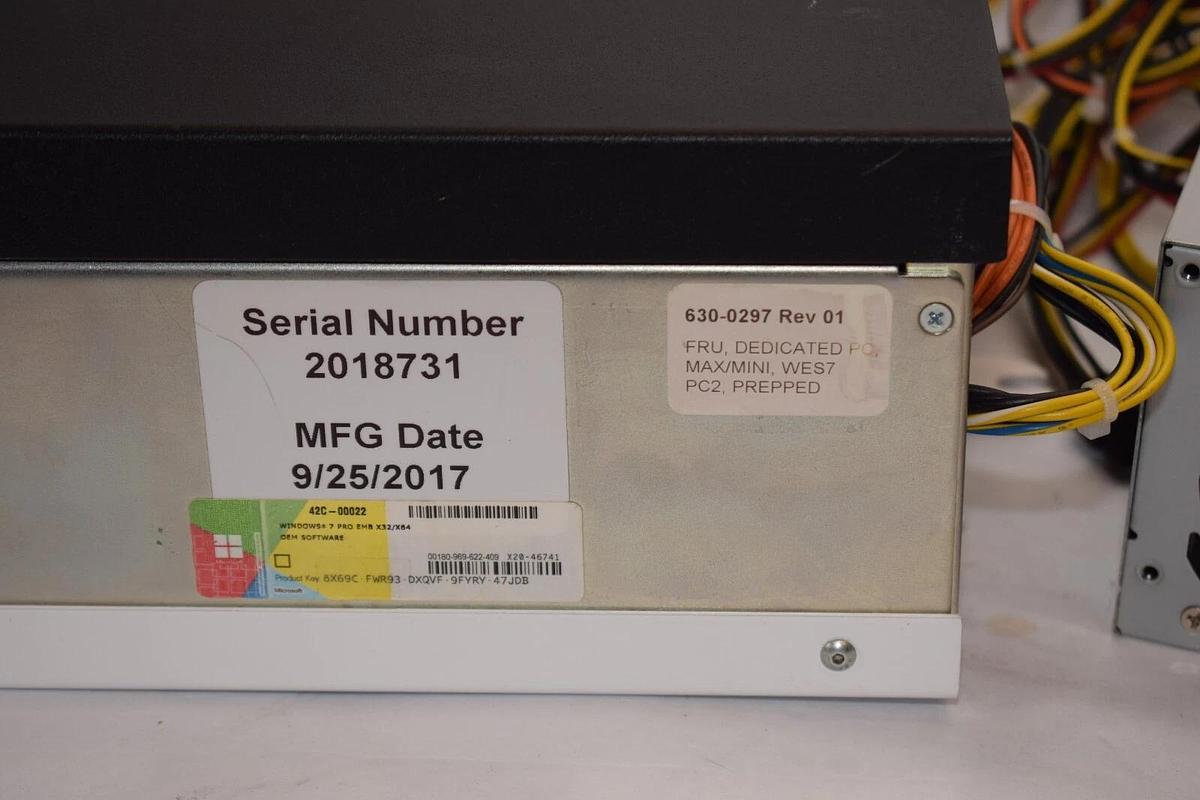 Serial Number
2018731
MFG Date
9/25/2017
630-0297 Rev 01
FRU, DEDICATED PC,
MAX/MINI, WES7
PC2, PREPPED
42C-00022
WINDOWS® 7 PRO EMB X32/X64
OEM SOFTWARE
00180-969-622-409 X20-46741
Product Key: 8X69C-FWR93-DXQVF-9FYRY-47JDB
Microsoft